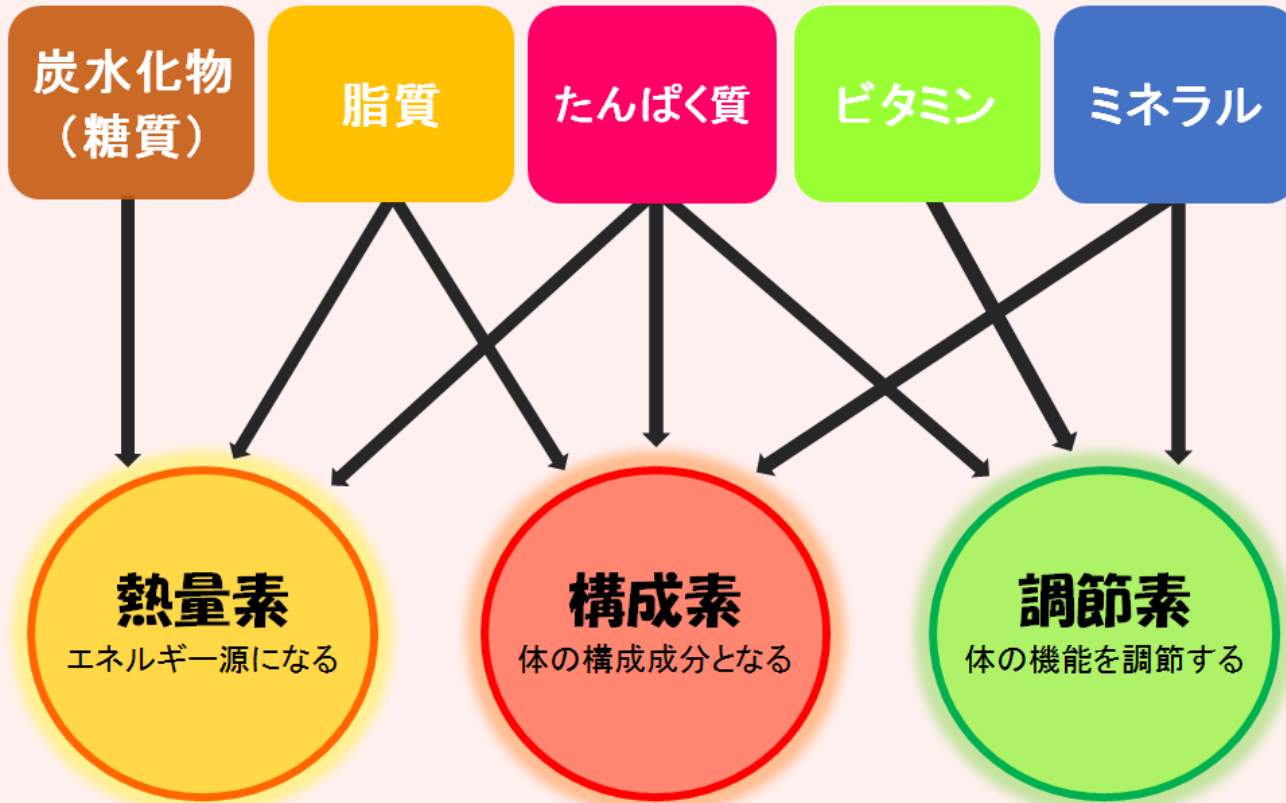 炭水化物
（糖質）
脂質
たんぱく質
ビタミン
ミネラル
熱量素
エネルギー源になる
構成素
体の構成成分となる
調節素
体の機能を調節する